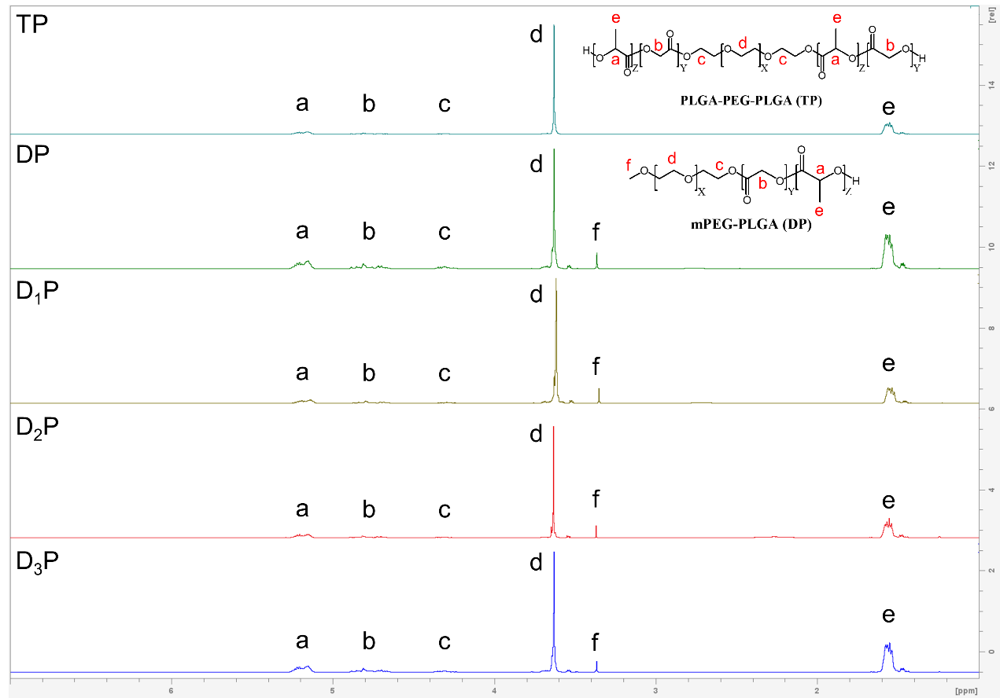 TP
d
e
e
H
O
a
O
Z
O
b
O
Y
O
c
O
d
O
X
c
O
O
a
O
Z
O
b
O
H
Y
PLGA-PEG-PLGA (TP)
a
b
c
e
[rel]
14
DP
d
f
O
d
O
X
c
O
O
b
O
Y
O
a
O
H
Z
e
mPEG-PLGA (DP)
a
b
c
f
e
12
10
D₁P
d
a
b
c
f
e
8
6
D₂P
d
a
b
c
f
e
4
D₃P
d
a
b
c
f
e
2
0
6 5 4 3 2 [ppm]